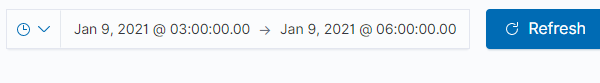 Jan 9, 2021 @ 03:00:00.00 → Jan 9, 2021 @ 06:00:00.00 Refresh